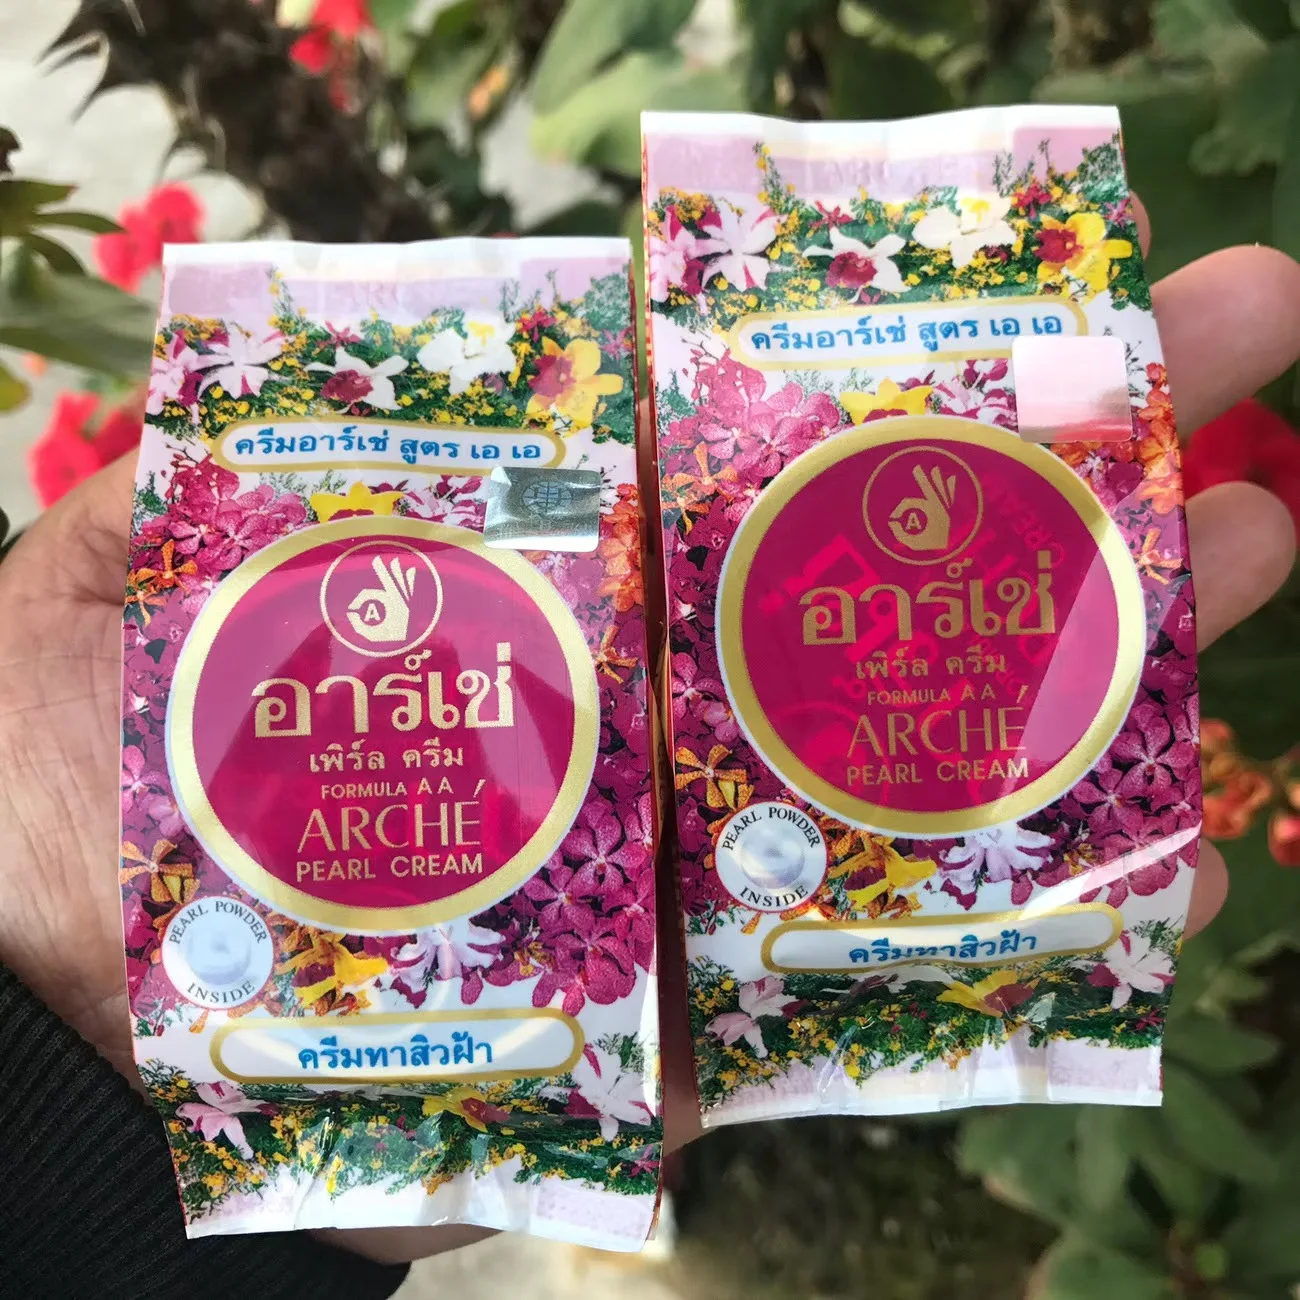 ครีมอาร์เช่ สูตร เอ เอ
A
อาร์เช่
เพิร์ล ครีม
FORMULA A A
ARCHÉ
PEARL CREAM
PEARL POWDER
INSIDE
ครีมทาสิวฝ้า
ครีมอาร์เช่ สูตร เอ เอ
A
อาร์เช่
เพิร์ล ครีม
FORMULA A A
ARCHÉ
PEARL CREAM
PEARL POWDER
INSIDE
ครีมทาสิวฝ้า